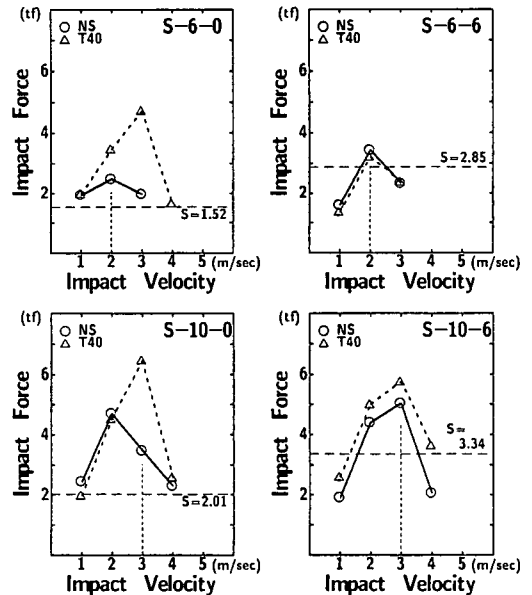 (tf)
NS
T40
S-6-0
Impact Force
6
4
2
S=1.52
1 2 3 4 5 (m/sec)
Impact Velocity
(tf)
NS
T40
S-6-6
Impact Force
6
4
2
S=2.85
1 2 3 4 5 (m/sec)
Impact Velocity
(tf)
NS
T40
S-10-0
Impact Force
6
4
2
S=2.01
1 2 3 4 5 (m/sec)
Impact Velocity
(tf)
NS
T40
S-10-6
Impact Force
6
4
2
S=
3.34
1 2 3 4 5 (m/sec)
Impact Velocity